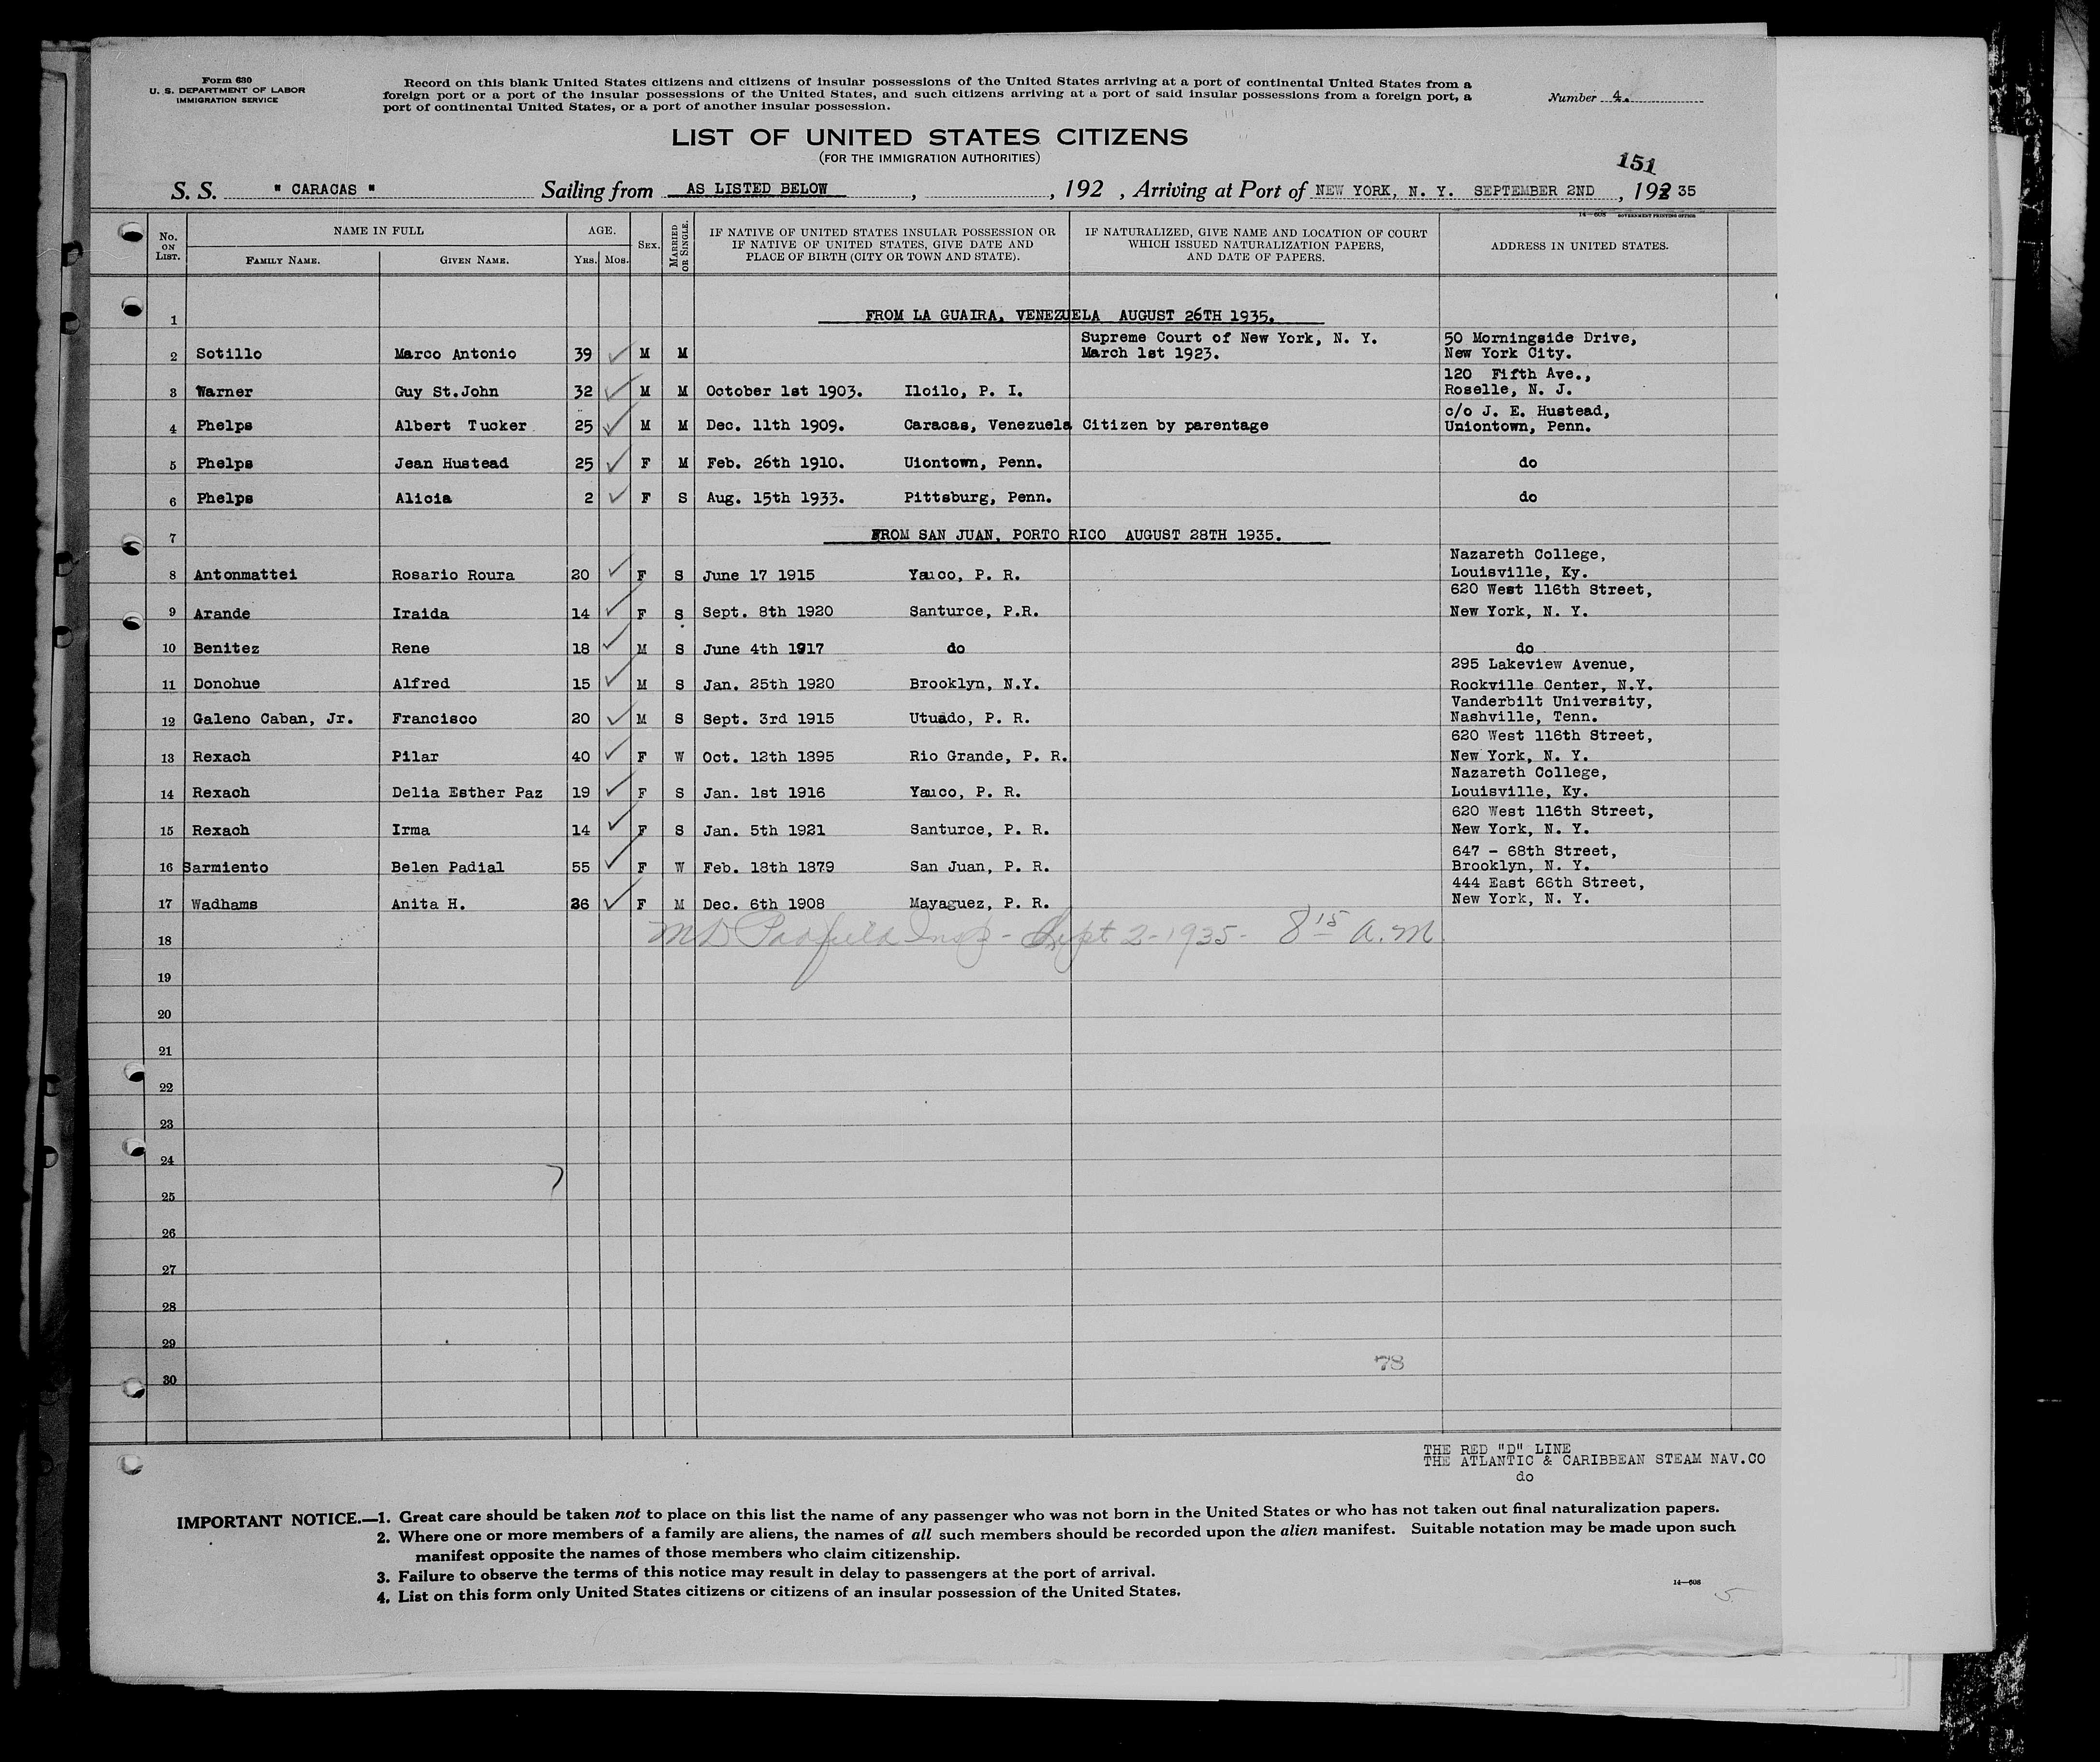 Form 630
U. S. DEPARTMENT OF LABOR
IMMIGRATION SERVICE
Record on this blank United States citizens and citizens of insular possessions of the United States arriving at a port of continental United States from a
foreign port or a port of the insular possessions of the United States, and such citizens arriving at a port of said insular possessions from a foreign port, a
port of continental United States, or a port of another insular possession.
Number 4.
LIST OF UNITED STATES CITIZENS
(FOR THE IMMIGRATION AUTHORITIES)
151
S. S. " CARACAS " Sailing from AS LISTED BELOW , , 192 , Arriving at Port of NEW YORK, N. Y. SEPTEMBER 2ND , 192 35
14—608 GOVERNMENT PRINTING OFFICE
No. ON LIST. NAME IN FULL AGE. SEX. MARRIED OR SINGLE. IF NATIVE OF UNITED STATES INSULAR POSSESSION OR IF NATIVE OF UNITED STATES, GIVE DATE AND PLACE OF BIRTH (CITY OR TOWN AND STATE). IF NATURALIZED, GIVE NAME AND LOCATION OF COURT WHICH ISSUED NATURALIZATION PAPERS, AND DATE OF PAPERS. ADDRESS IN UNITED STATES.
FAMILY NAME. GIVEN NAME. YRS. MOS.
1 FROM LA GUAIRA, VENEZUELA AUGUST 26TH 1935.
Supreme Court of New York, N. Y. 50 Morningside Drive,
2 Sotillo Marco Antonio 39 ✓ M M March 1st 1923. New York City.
120 Fifth Ave.,
3 Warner Guy St.John 32 ✓ M M October 1st 1903. Iloilo, P. I. Roselle, N. J.
c/o J. E. Hustead,
4 Phelps Albert Tucker 25 ✓ M M Dec. 11th 1909. Caracas, Venezuela Citizen by parentage Uniontown, Penn.
5 Phelps Jean Hustead 25 ✓ F M Feb. 26th 1910. Uiontown, Penn. do
6 Phelps Alicia 2 ✓ F S Aug. 15th 1933. Pittsburg, Penn. do
7 FROM SAN JUAN, PORTO RICO AUGUST 28TH 1935.
Nazareth College,
8 Antonmattei Rosario Roura 20 ✓ F S June 17 1915 Yauco, P. R. Louisville, Ky.
620 West 116th Street,
9 Arande Iraida 14 ✓ F S Sept. 8th 1920 Santurce, P.R. New York, N. Y.
10 Benitez Rene 18 ✓ M S June 4th 1917 do do
295 Lakeview Avenue,
11 Donohue Alfred 15 ✓ M S Jan. 25th 1920 Brooklyn, N.Y. Rockville Center, N.Y.
Vanderbilt University,
12 Galeno Caban, Jr. Francisco 20 ✓ M S Sept. 3rd 1915 Utuado, P. R. Nashville, Tenn.
620 West 116th Street,
13 Rexach Pilar 40 ✓ F W Oct. 12th 1895 Rio Grande, P. R. New York, N. Y.
Nazareth College,
14 Rexach Delia Esther Paz 19 ✓ F S Jan. 1st 1916 Yauco, P. R. Louisville, Ky.
620 West 116th Street,
15 Rexach Irma 14 ✓ F S Jan. 5th 1921 Santurce, P. R. New York, N. Y.
647 - 68th Street,
16 Sarmiento Belen Padial 55 ✓ F W Feb. 18th 1879 San Juan, P. R. Brooklyn, N. Y.
444 East 66th Street,
17 Wadhams Anita H. 36 ✓ F M Dec. 6th 1908 Mayaguez, P. R. New York, N. Y.
18 Insp - Sept 2-1935- 8 15 A.M.
19
20
21
22
23
24
25
26
27
28
29
78
30
THE RED "D" LINE
THE ATLANTIC & CARIBBEAN STEAM NAV.CO
do
IMPORTANT NOTICE.—1. Great care should be taken not to place on this list the name of any passenger who was not born in the United States or who has not taken out final naturalization papers.
2. Where one or more members of a family are aliens, the names of all such members should be recorded upon the alien manifest. Suitable notation may be made upon such
manifest opposite the names of those members who claim citizenship.
3. Failure to observe the terms of this notice may result in delay to passengers at the port of arrival.
4. List on this form only United States citizens or citizens of an insular possession of the United States.
14—608
5